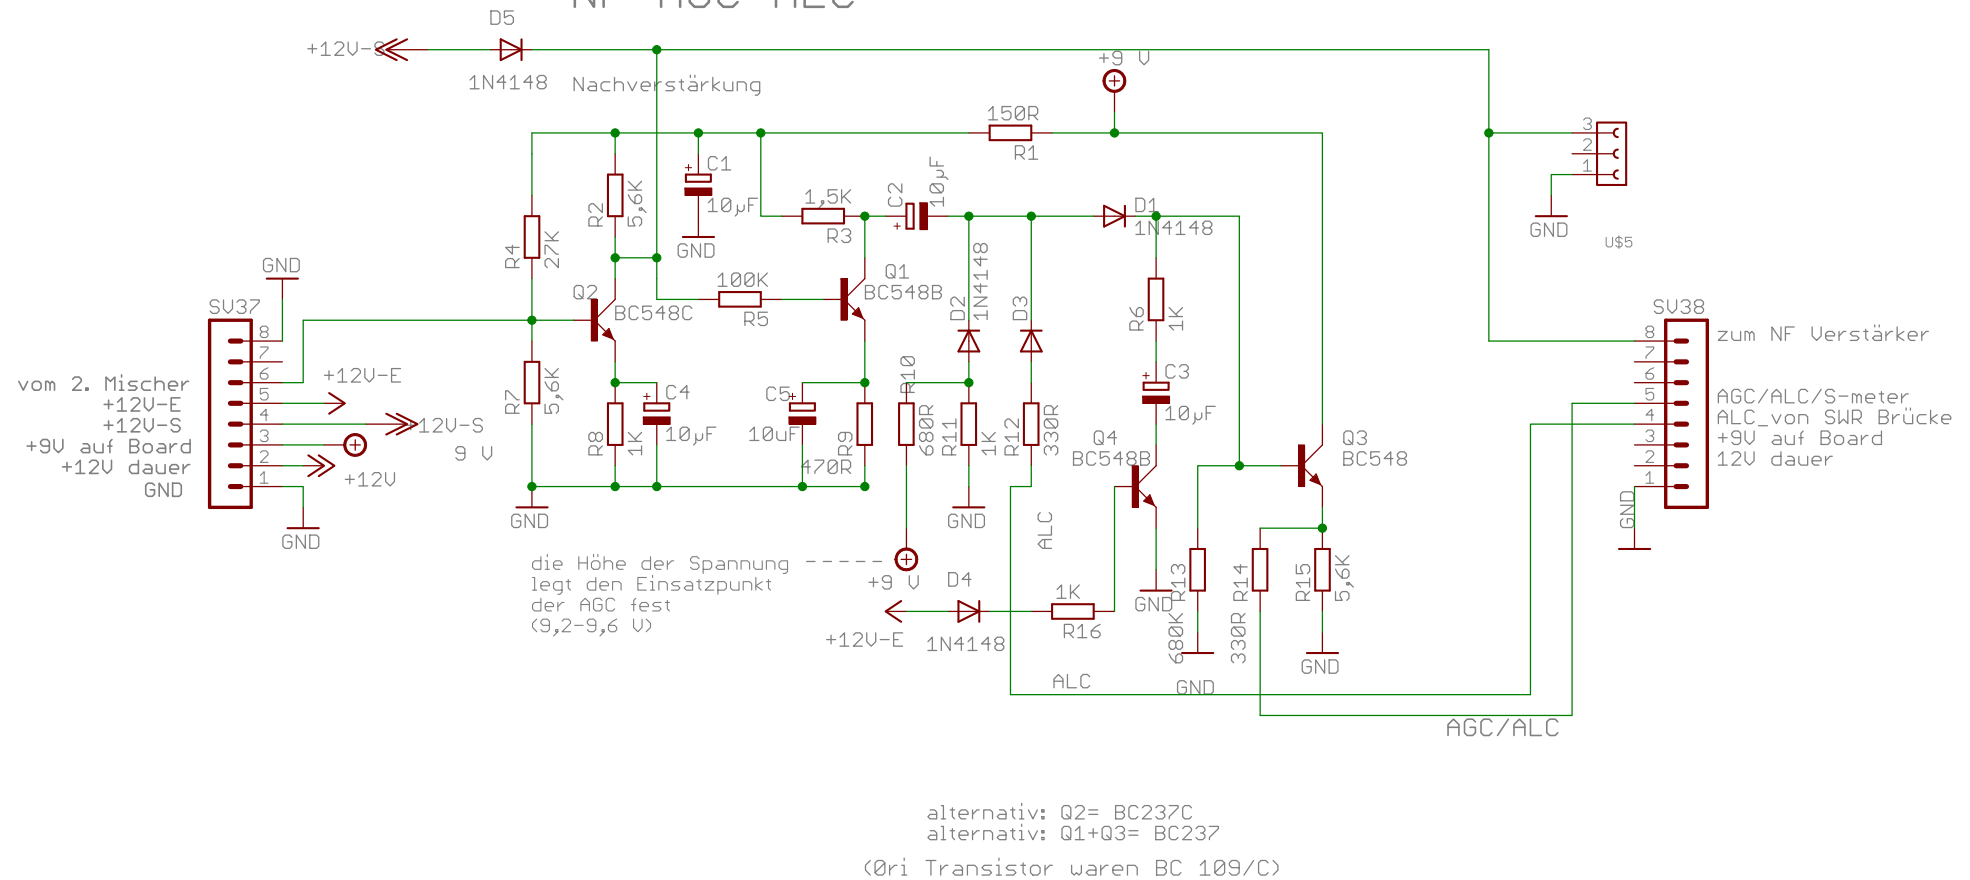 NF AGC ALC
D5
+12V-S
1N4148
Nachverstärkung
+9 V
150R
R1
C1
10µF
GND
R2
5,6K
1,5K
R3
C2
10µF
D1
1N4148
3
2
1
GND
U$5
R4
27K
GND
SV37
8
7
6
5
4
3
2
1
vom 2. Mischer
+12V-E
+12V-S
+9V auf Board
+12V dauer
GND
+12V-E
12V-S
9 V
+12V
GND
Q2
BC548C
100K
R5
Q1
BC548B
D2
1N4148
D3
R6
1K
C3
10µF
R7
5,6K
R8
1K
C4
10µF
C5
10uF
R9
470R
R10
680R
R11
1K
R12
330R
GND
GND
Q4
BC548B
Q3
BC548
SV38
8
7
6
5
4
3
2
1
zum NF Verstärker
AGC/ALC/S-meter
ALC_von SWR Brücke
+9V auf Board
12V dauer
GND
ALC
die Höhe der Spannung -----
legt den Einsatzpunkt
der AGC fest
(9,2-9,6 V)
+9 V
D4
+12V-E
1N4148
1K
R16
GND
R13
680K
GND
R14
330R
R15
5,6K
GND
ALC
AGC/ALC
alternativ: Q2= BC237C
alternativ: Q1+Q3= BC237
(Ori Transistor waren BC 109/C)